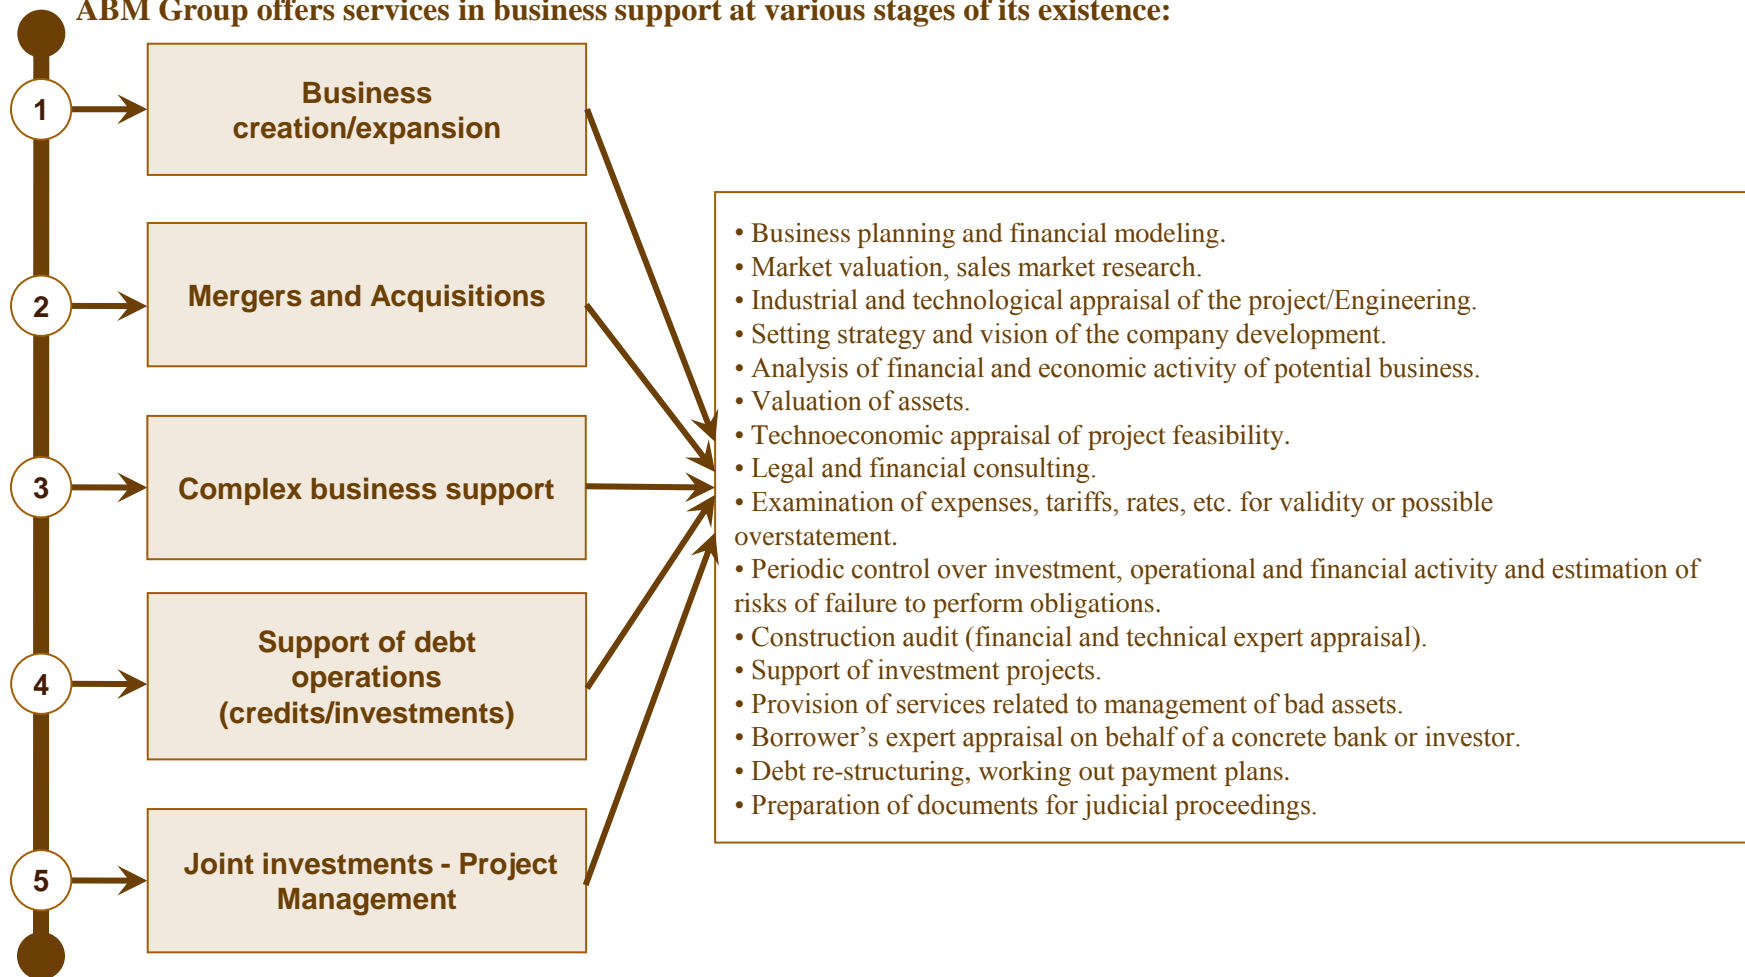 ABM Group offers services in business support at various stages of its existence:
1
Business
creation/expansion
2
Mergers and Acquisitions
3
Complex business support
4
Support of debt
operations
(credits/investments)
5
Joint investments - Project
Management
• Business planning and financial modeling.
• Market valuation, sales market research.
• Industrial and technological appraisal of the project/Engineering.
• Setting strategy and vision of the company development.
• Analysis of financial and economic activity of potential business.
• Valuation of assets.
• Technoeconomic appraisal of project feasibility.
• Legal and financial consulting.
• Examination of expenses, tariffs, rates, etc. for validity or possible
overstatement.
• Periodic control over investment, operational and financial activity and estimation of
risks of failure to perform obligations.
• Construction audit (financial and technical expert appraisal).
• Support of investment projects.
• Provision of services related to management of bad assets.
• Borrower’s expert appraisal on behalf of a concrete bank or investor.
• Debt re-structuring, working out payment plans.
• Preparation of documents for judicial proceedings.